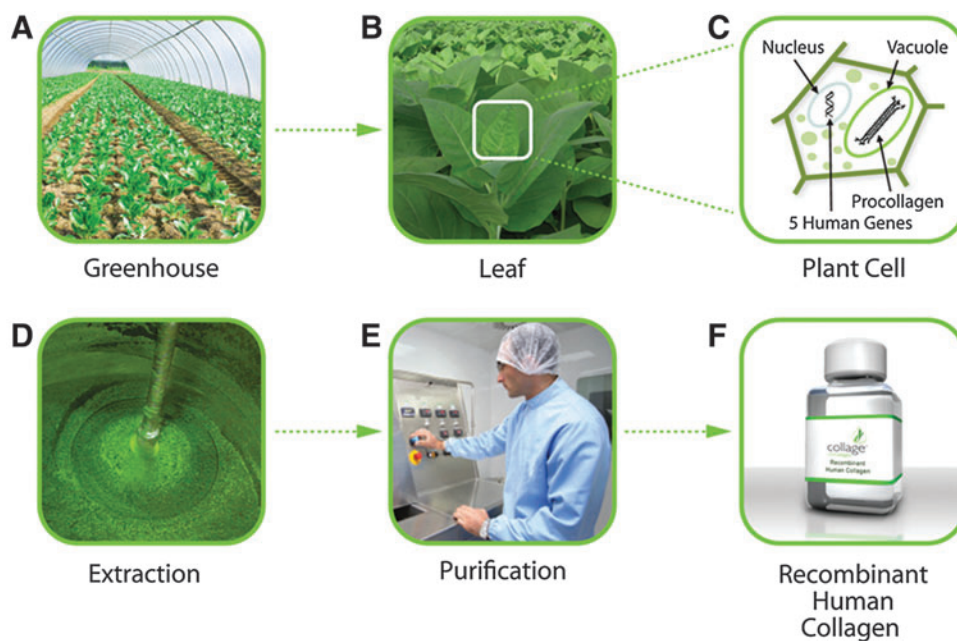 A
B
C
Nucleus
Vacuole
Procollagen
5 Human Genes
Greenhouse
Leaf
Plant Cell
D
E
F
collage
Recombinant
Human Collagen
Extraction
Purification
Recombinant
Human
Collagen